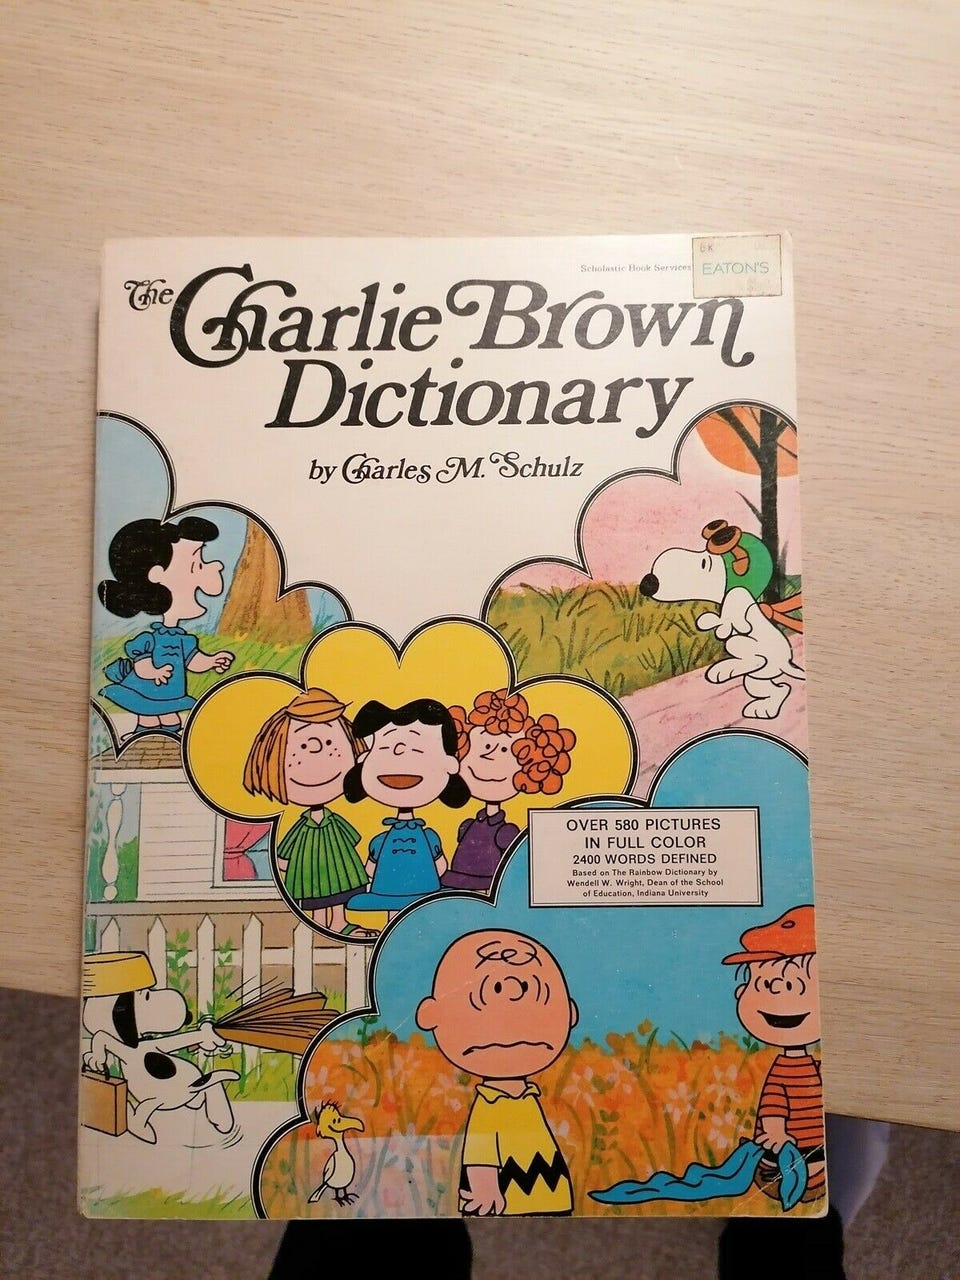 Scholastic Book Services
BK
EATON'S
The Charlie Brown
Dictionary
by Charles M. Schulz
OVER 580 PICTURES
IN FULL COLOR
2400 WORDS DEFINED
Based on The Rainbow Dictionary by
Wendell W. Wright, Dean of the School
of Education, Indiana University